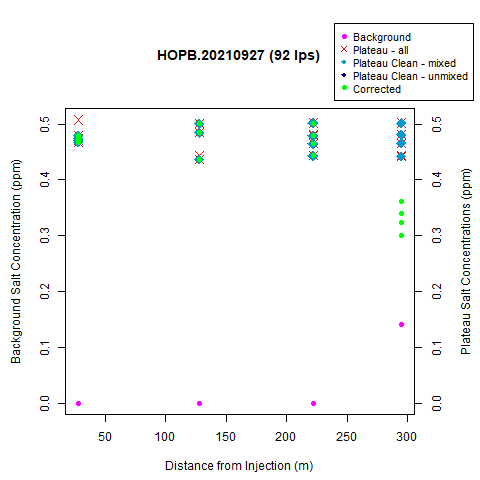 HOPB.20210927 (92 lps)
Background
Plateau - all
Plateau Clean - mixed
Plateau Clean - unmixed
Corrected
Background Salt Concentration (ppm)
0.5
0.4
0.3
0.2
0.1
0.0
0.5
0.4
0.3
0.2
0.1
0.0
Plateau Salt Concentrations (ppm)
50 100 150 200 250 300
Distance from Injection (m)